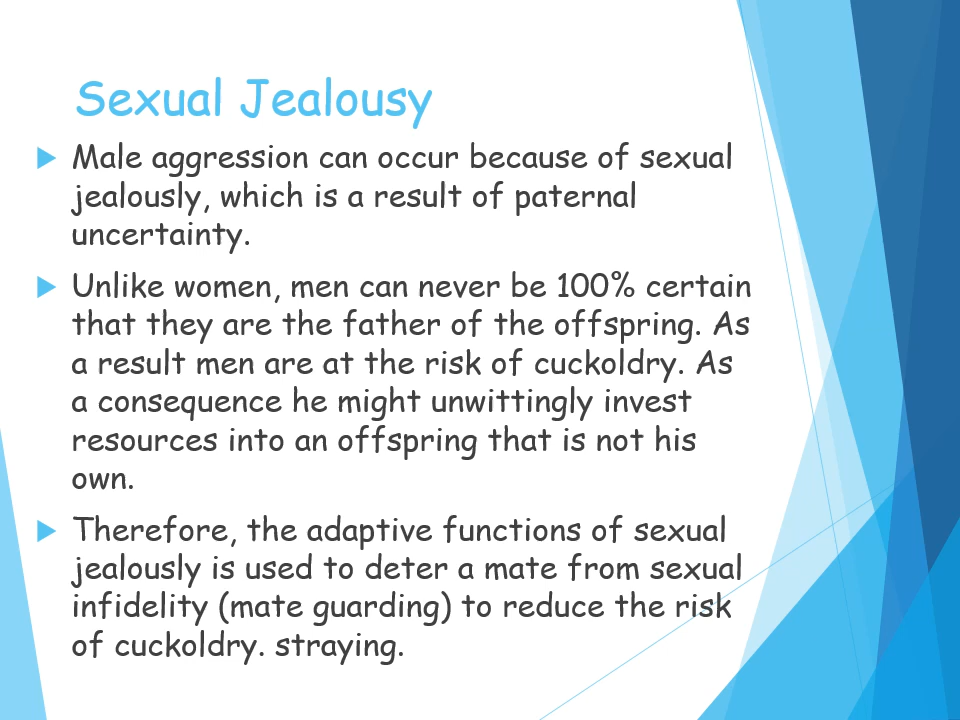 Sexual Jealousy
Male aggression can occur because of sexual
jealously, which is a result of paternal
uncertainty.
Unlike women, men can never be 100% certain
that they are the father of the offspring. As
a result men are at the risk of cuckoldry. As
a consequence he might unwittingly invest
resources into an offspring that is not his
own.
Therefore, the adaptive functions of sexual
jealously is used to deter a mate from sexual
infidelity (mate guarding) to reduce the risk
of cuckoldry. straying.